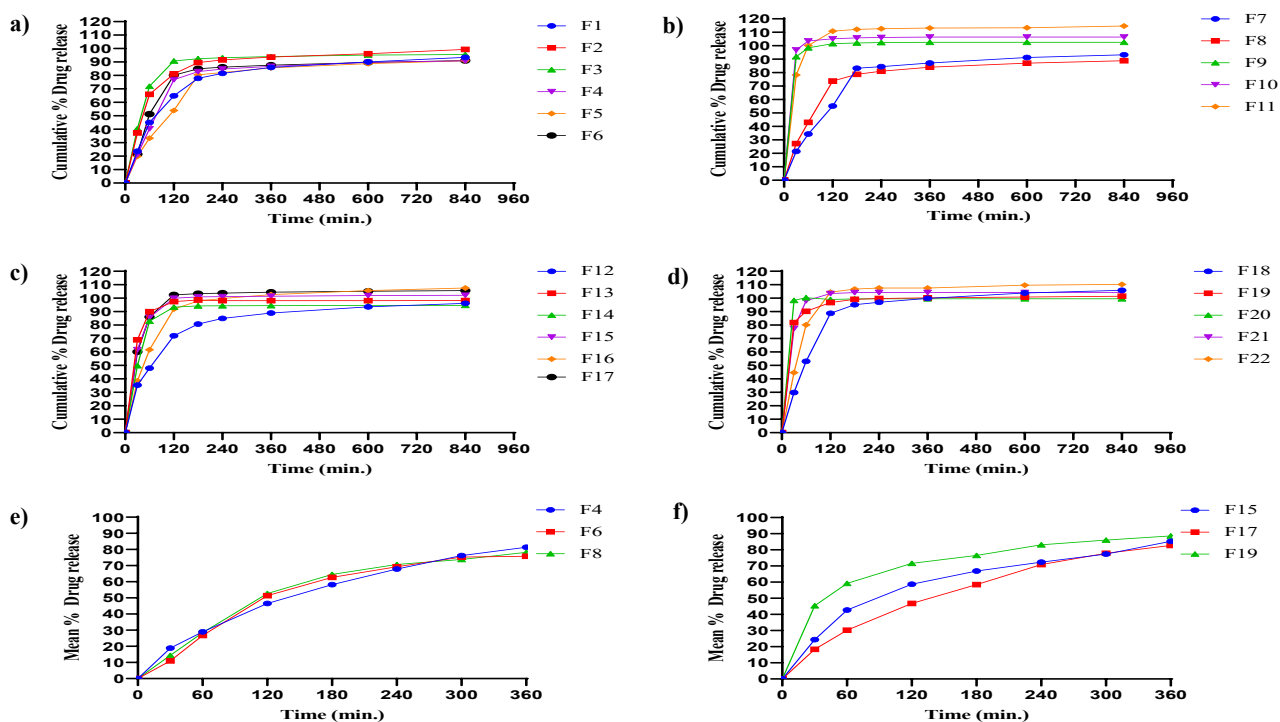 a)
Cumulative % Drug release
120
110
100
90
80
70
60
50
40
30
20
10
0
0 120 240 360 480 600 720 840 960
Time (min.)
F1
F2
F3
F4
F5
F6
b)
Cumulative % Drug release
120
110
100
90
80
70
60
50
40
30
20
10
0
0 120 240 360 480 600 720 840 960
Time (min.)
F7
F8
F9
F10
F11
c)
Cumulative % Drug release
120
110
100
90
80
70
60
50
40
30
20
10
0
0 120 240 360 480 600 720 840 960
Time (min.)
F12
F13
F14
F15
F16
F17
d)
Cumulative % Drug release
120
110
100
90
80
70
60
50
40
30
20
10
0
0 120 240 360 480 600 720 840 960
Time (min.)
F18
F19
F20
F21
F22
e)
Mean % Drug release
100
90
80
70
60
50
40
30
20
10
0
0 60 120 180 240 300 360
Time (min.)
F4
F6
F8
f)
Mean % Drug release
100
90
80
70
60
50
40
30
20
10
0
0 60 120 180 240 300 360
Time (min.)
F15
F17
F19